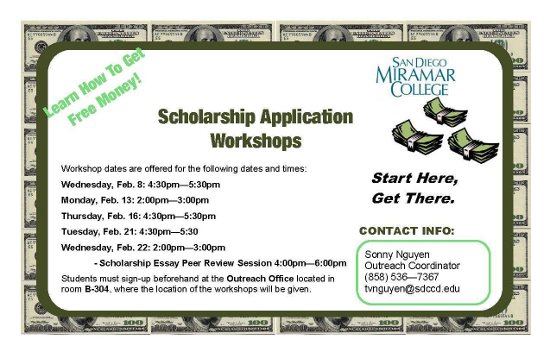 Learn How To Get
Free Money!
SAN DIEGO
MIRAMAR
COLLEGE
Scholarship Application
Workshops
Workshop dates are offered for the following dates and times:
Wednesday, Feb. 8: 4:30pm—5:30pm
Monday, Feb. 13: 2:00pm—3:00pm
Thursday, Feb. 16: 4:30pm—5:30pm
Tuesday, Feb. 21: 4:30pm—5:30
Wednesday, Feb. 22: 2:00pm—3:00pm
- Scholarship Essay Peer Review Session 4:00pm—6:00pm
Students must sign-up beforehand at the Outreach Office located in
room B-304, where the location of the workshops will be given.
Start Here,
Get There.
CONTACT INFO:
Sonny Nguyen
Outreach Coordinator
(858) 536—7367
tvnguyen@sdccd.edu
100